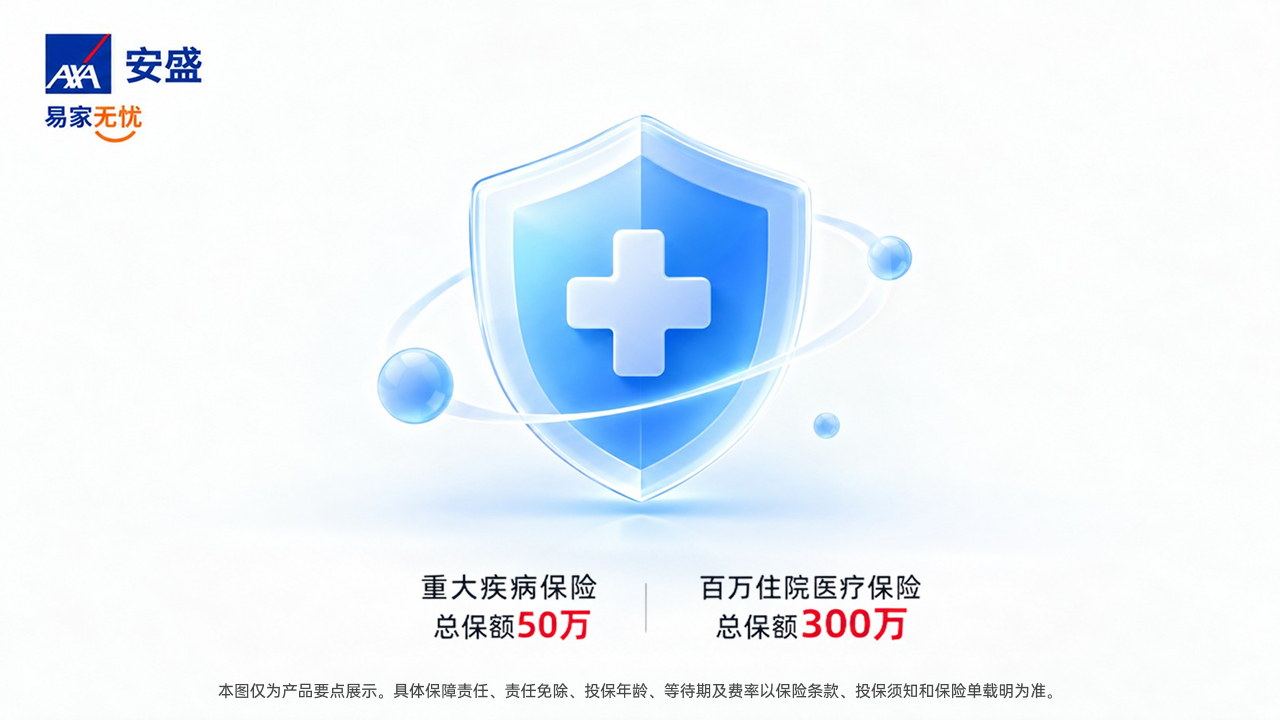 AXA 安盛
易家无忧
重大疾病保险
总保额50万
百万住院医疗保险
总保额300万
本图仅为产品要点展示。具体保障责任、责任免除、投保年龄、等待期及费率以保险条款、投保须知和保险单载明为准。